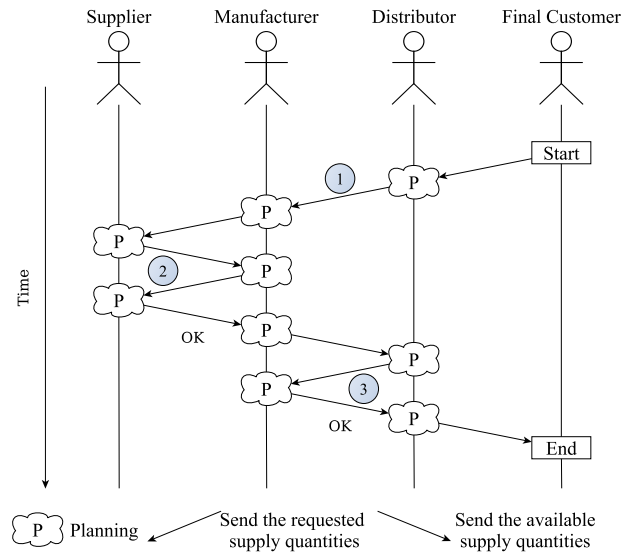 Supplier Manufacturer Distributor Final Customer
Start
1 P
P
P
2 P
P
OK P
P
P 3
OK P
End
Time
P Planning
Send the requested
supply quantities
Send the available
supply quantities